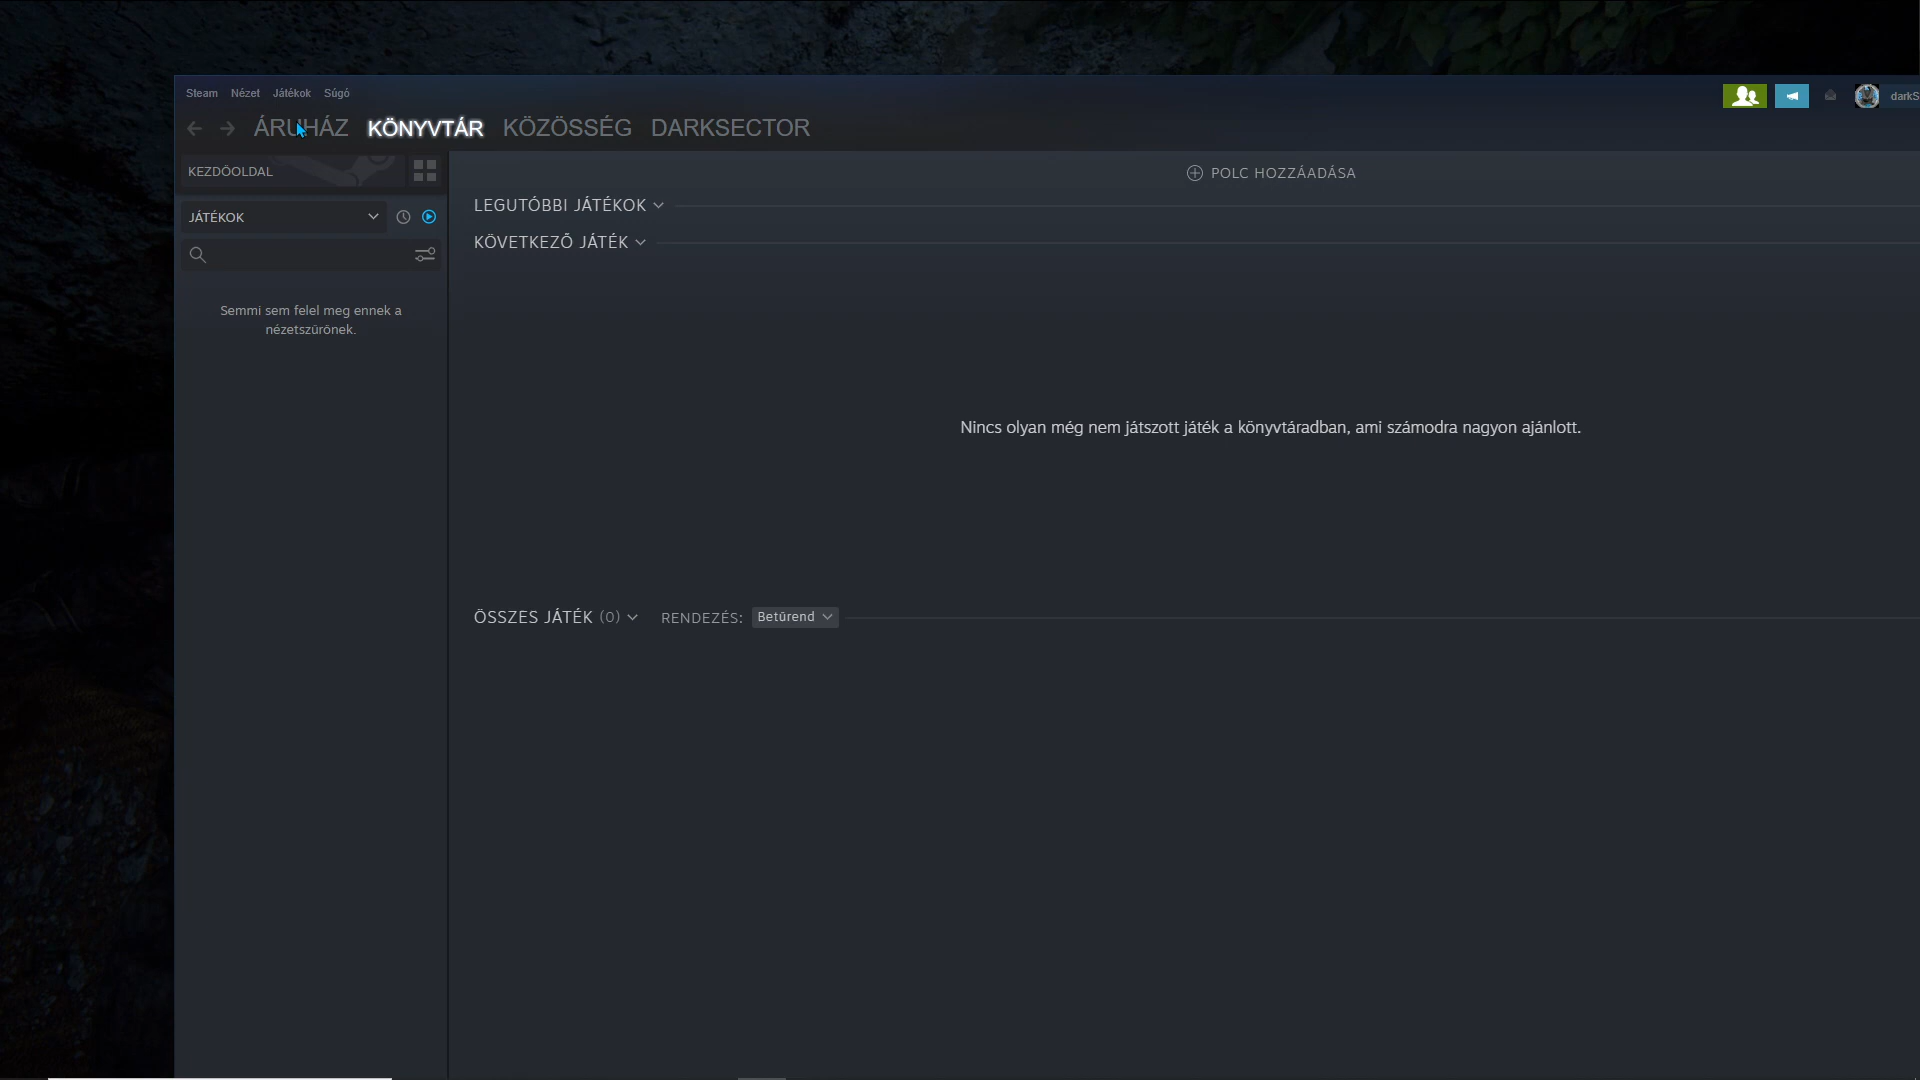 Steam Nézet Játékok Súgó
darkS
ÁRUHÁZ KÖNYVTÁR KÖZÖSSÉG DARKSECTOR
KEZDŐOLDAL
POLC HOZZÁADÁSA
LEGUTÓBBI JÁTÉKOK
JÁTÉKOK
KÖVETKEZŐ JÁTÉK
Semmi sem felel meg ennek a
nézetszűrőnek.
Nincs olyan még nem játszott játék a könyvtáradban, ami számodra nagyon ajánlott.
ÖSSZES JÁTÉK (0) RENDEZÉS: Betűrend